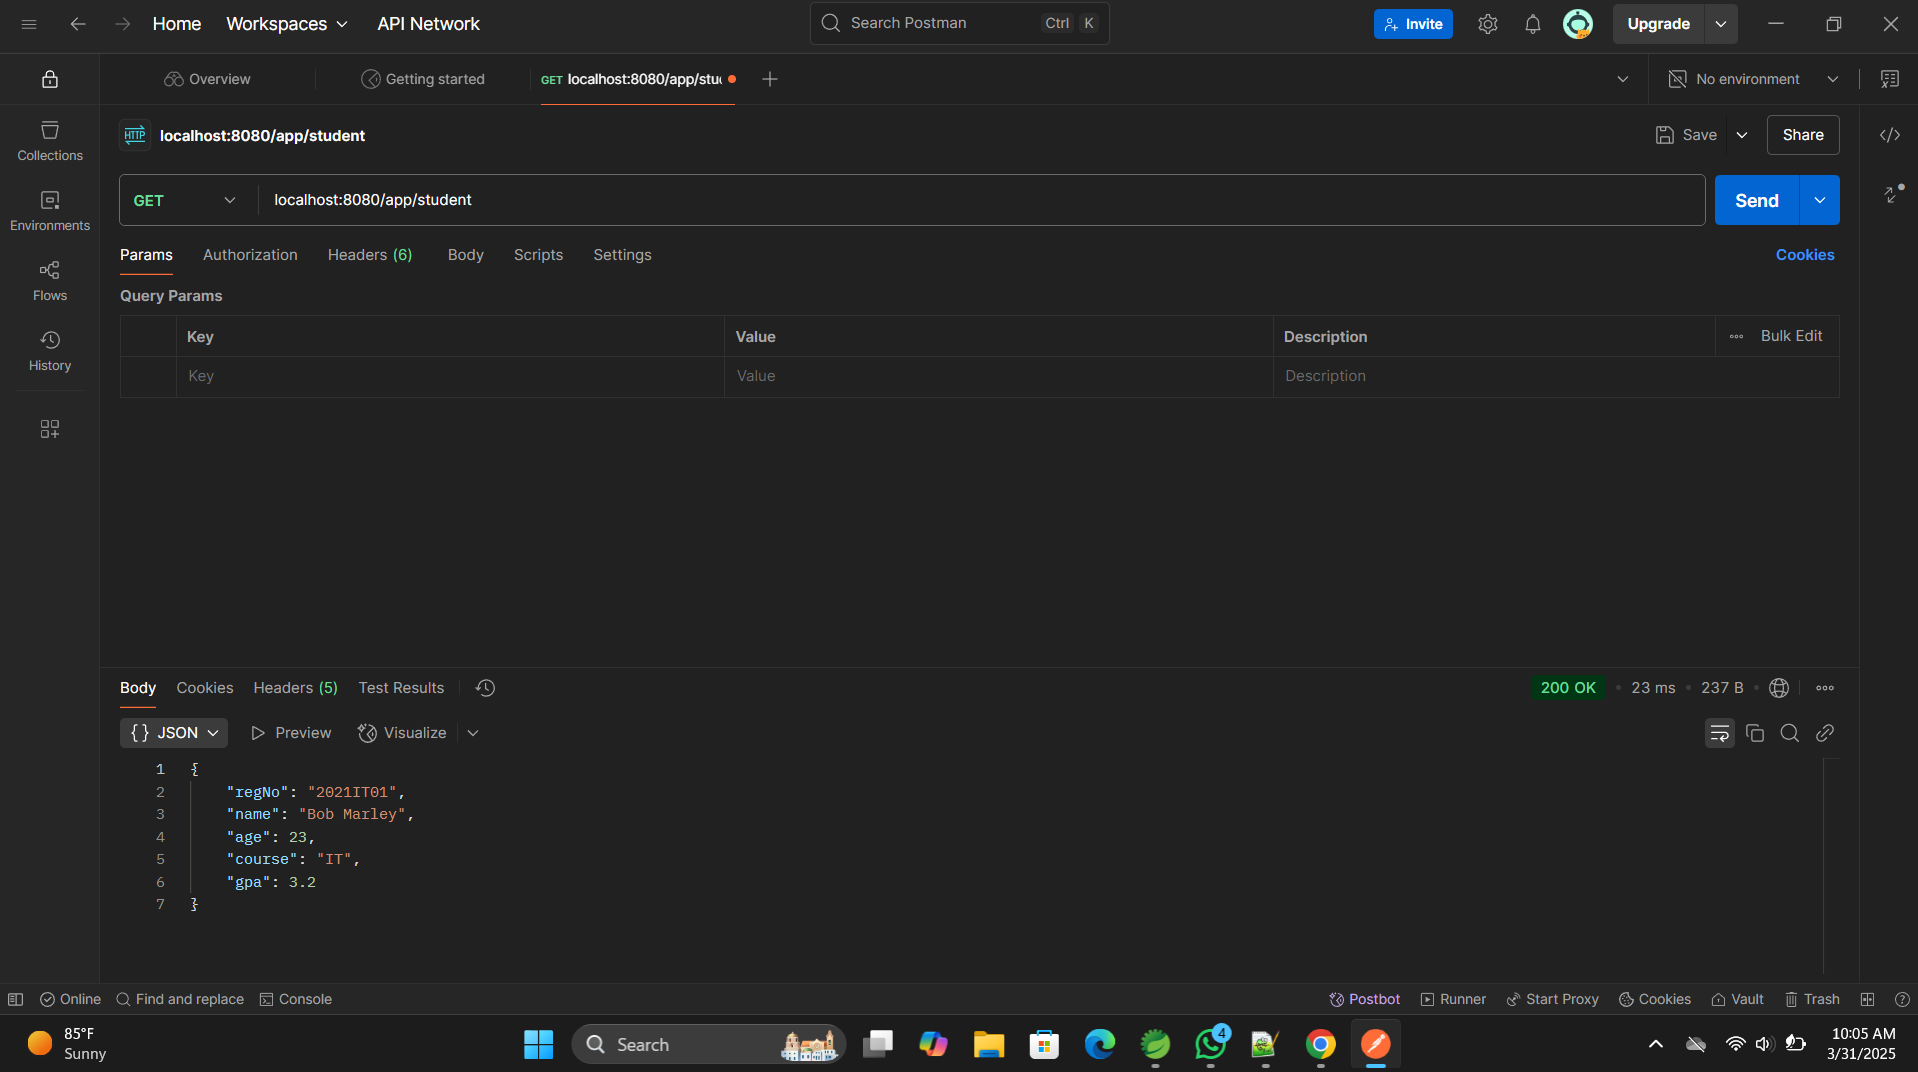 Home Workspaces API Network Search Postman Ctrl K Invite Upgrade
Overview Getting started GET localhost:8080/app/stu No environment
HTTP localhost:8080/app/student Save Share
GET localhost:8080/app/student Send
Params Authorization Headers (6) Body Scripts Settings Cookies
Query Params
Key Value Description Bulk Edit
Key Value Description
Collections
Environments
Flows
History
Body Cookies Headers (5) Test Results 200 OK 23 ms 237 B
{} JSON Preview Visualize
1 {
2 "regNo": "2021IT01",
3 "name": "Bob Marley",
4 "age": 23,
5 "course": "IT",
6 "gpa": 3.2
7 }
Online Find and replace Console Postbot Runner Start Proxy Cookies Vault Trash
85°F
Sunny
Search
4
10:05 AM
3/31/2025